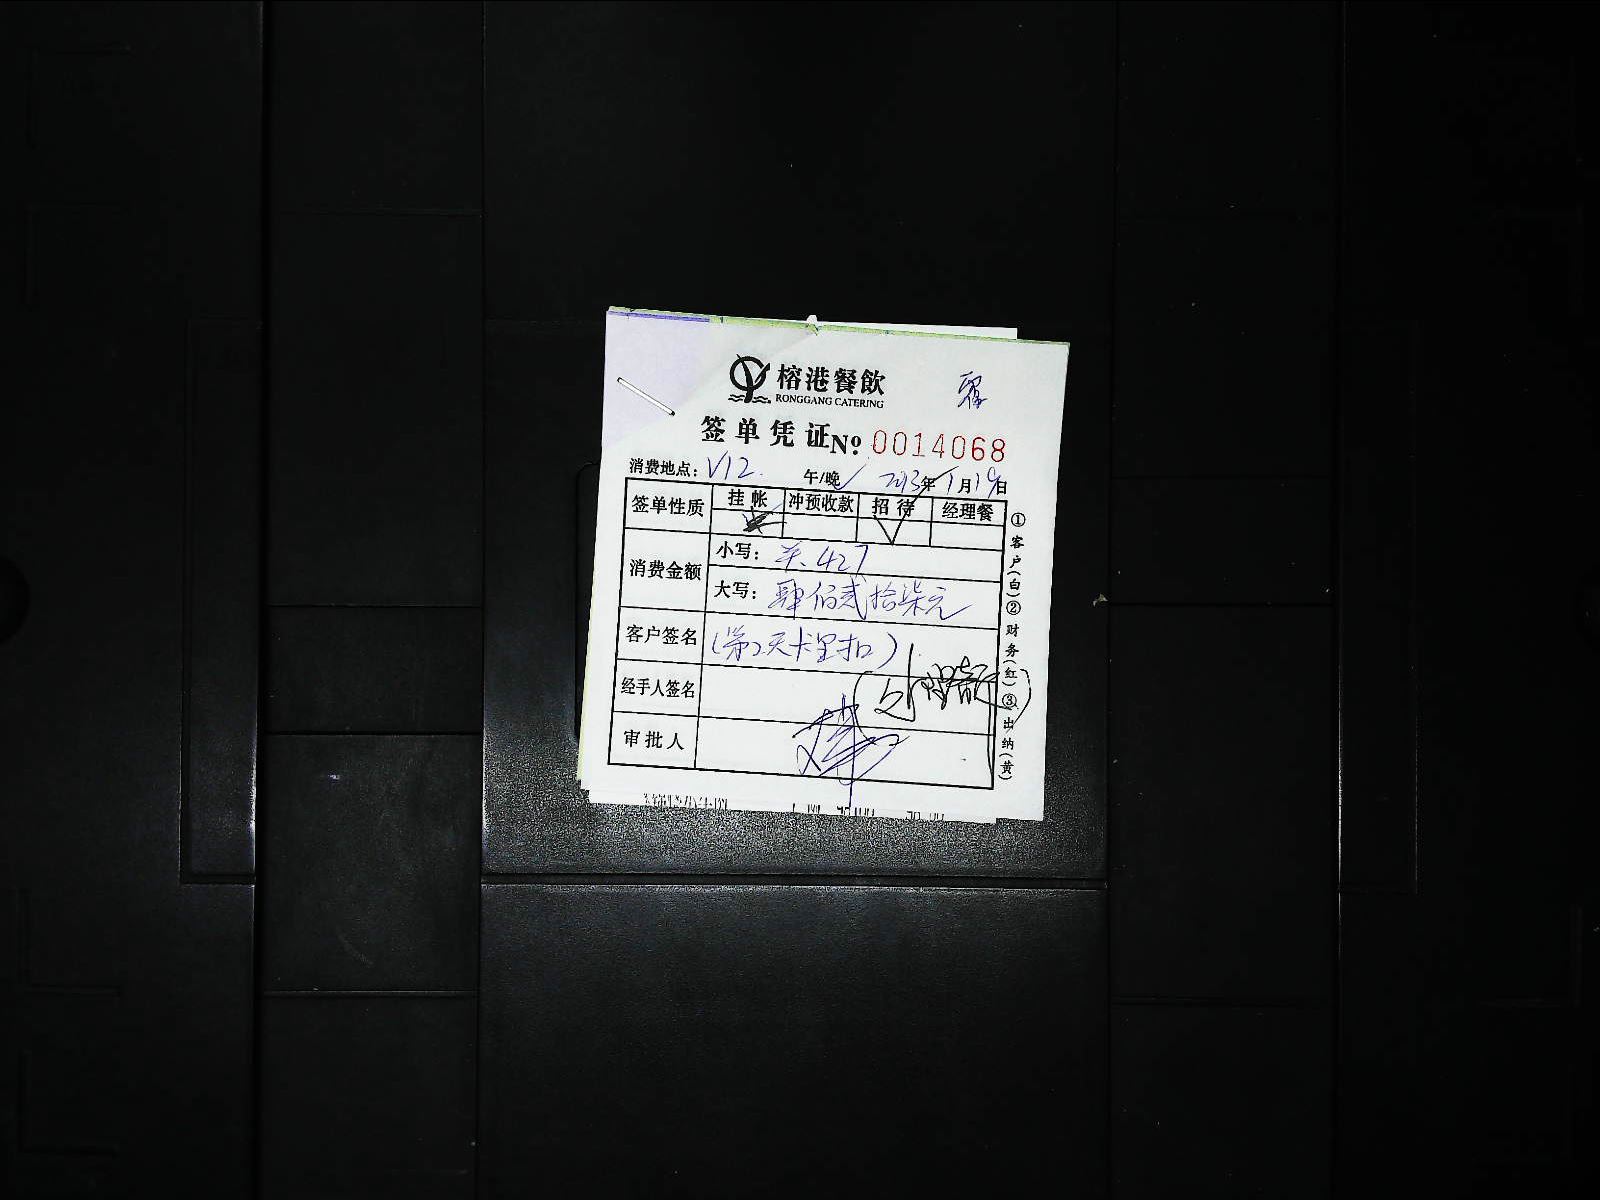 榕港餐飲
RONGGANG CATERING
签单凭证 No: 0014068
消费地点: V12. 午/晚 2013年1月19日
签单性质 挂帐 冲预收款 招待 经理餐
消费金额 小写: 羊.427
大写: 肆佰贰拾柒元
客户签名 (第2天卡里扣)
经手人签名
审批人
①客户(白)②财务(红)③出纳(黄)